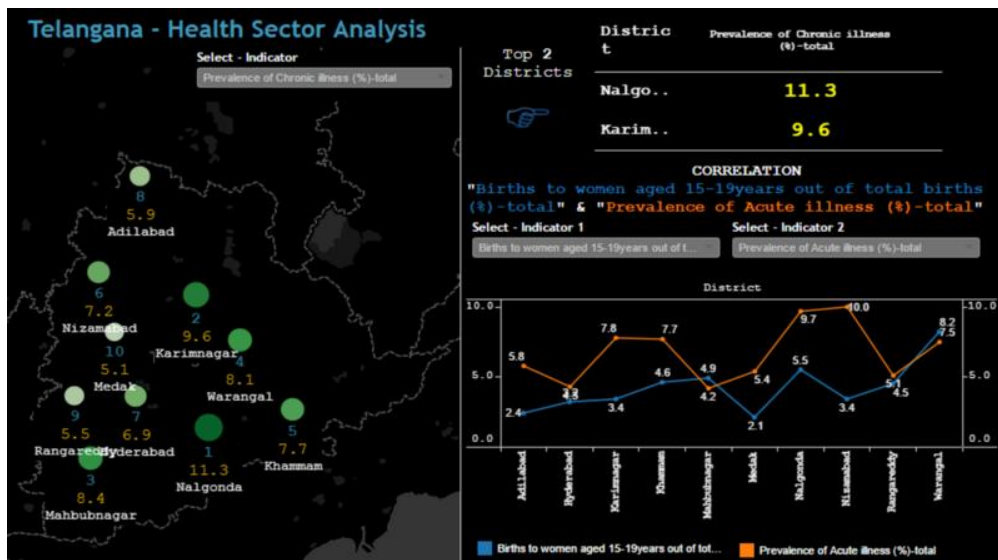 Telangana - Health Sector Analysis
Select - Indicator
Prevalence of Chronic illness (%)-total
8
5.9
Adilabad
6
7.2
Nizamabad
2
9.6
Karimnagar
10
5.1
Medak
4
8.1
Warangal
9
5.5
Rangareddy
7
6.9
Hyderabad
5
7.7
Khammam
1
11.3
Nalgonda
3
8.4
Mahbubnagar
Top 2
Districts
Distric
t
Prevalence of Chronic illness
(%)-total
Nalgo.. 11.3
Karim.. 9.6
CORRELATION
"Births to women aged 15-19years out of total births
(%)-total" & "Prevalence of Acute illness (%)-total"
Select - Indicator 1
Births to women aged 15-19years out of t...
Select - Indicator 2
Prevalence of Acute illness (%)-total
District
10.0
5.0
0.0
10.0
5.0
0.0
5.8
7.8
7.7
4.9
9.7
10.0
8.2
7.5
2.4
3.4
4.6
4.2
5.4
2.1
5.5
3.4
5.1
4.5
Adilabad
Hyderabad
Karimnagar
Khammam
Mahbubnagar
Medak
Nalgonda
Nizamabad
Rangareddy
Warangal
Births to women aged 15-19years out of tot...
Prevalence of Acute illness (%)-total